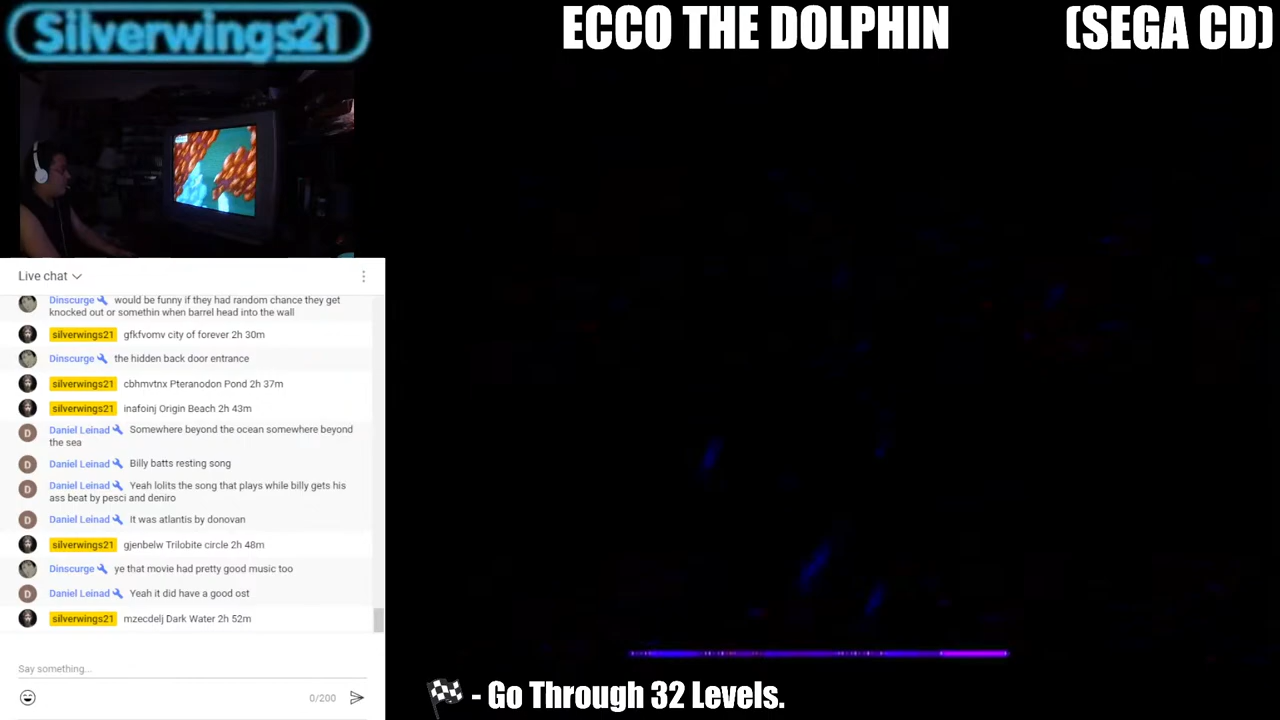 Silverwings21
ECCO THE DOLPHIN
(SEGA CD)
Live chat
Dinscurge would be funny if they had random chance they get
knocked out or somethin when barrel head into the wall
silverwings21 gfkfvomv city of forever 2h 30m
Dinscurge the hidden back door entrance
silverwings21 cbhmvtnx Pteranodon Pond 2h 37m
silverwings21 inafoinj Origin Beach 2h 43m
D Daniel Leinad Somewhere beyond the ocean somewhere beyond
the sea
D Daniel Leinad Billy batts resting song
D Daniel Leinad Yeah lolits the song that plays while billy gets his
ass beat by pesci and deniro
D Daniel Leinad It was atlantis by donovan
silverwings21 gjenbelw Trilobite circle 2h 48m
Dinscurge ye that movie had pretty good music too
D Daniel Leinad Yeah it did have a good ost
silverwings21 mzecdelj Dark Water 2h 52m
Say something...
0/200
- Go Through 32 Levels.